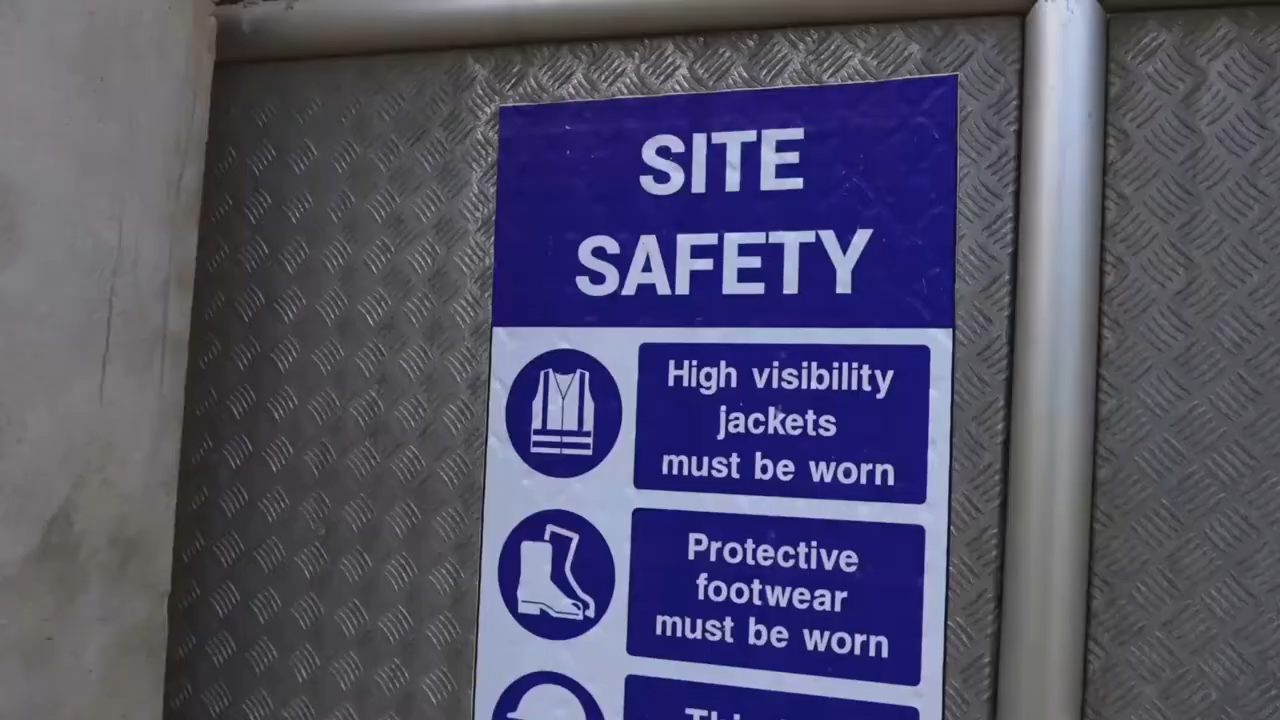 SITE
SAFETY
High visibility
jackets
must be worn
Protective
footwear
must be worn